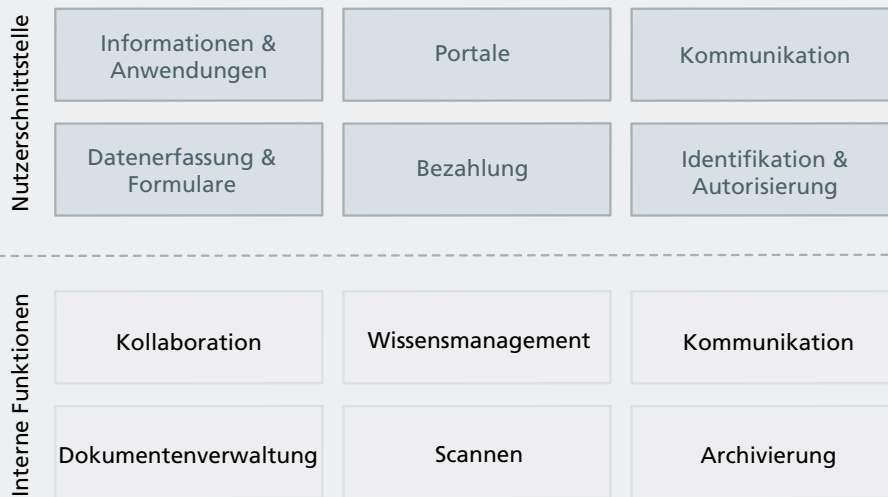 Nutzerschnittstelle
Informationen &
Anwendungen
Portale
Kommunikation
Datenerfassung &
Formulare
Bezahlung
Identifikation &
Autorisierung
Interne Funktionen
Kollaboration
Wissensmanagement
Kommunikation
Dokumentenverwaltung
Scannen
Archivierung